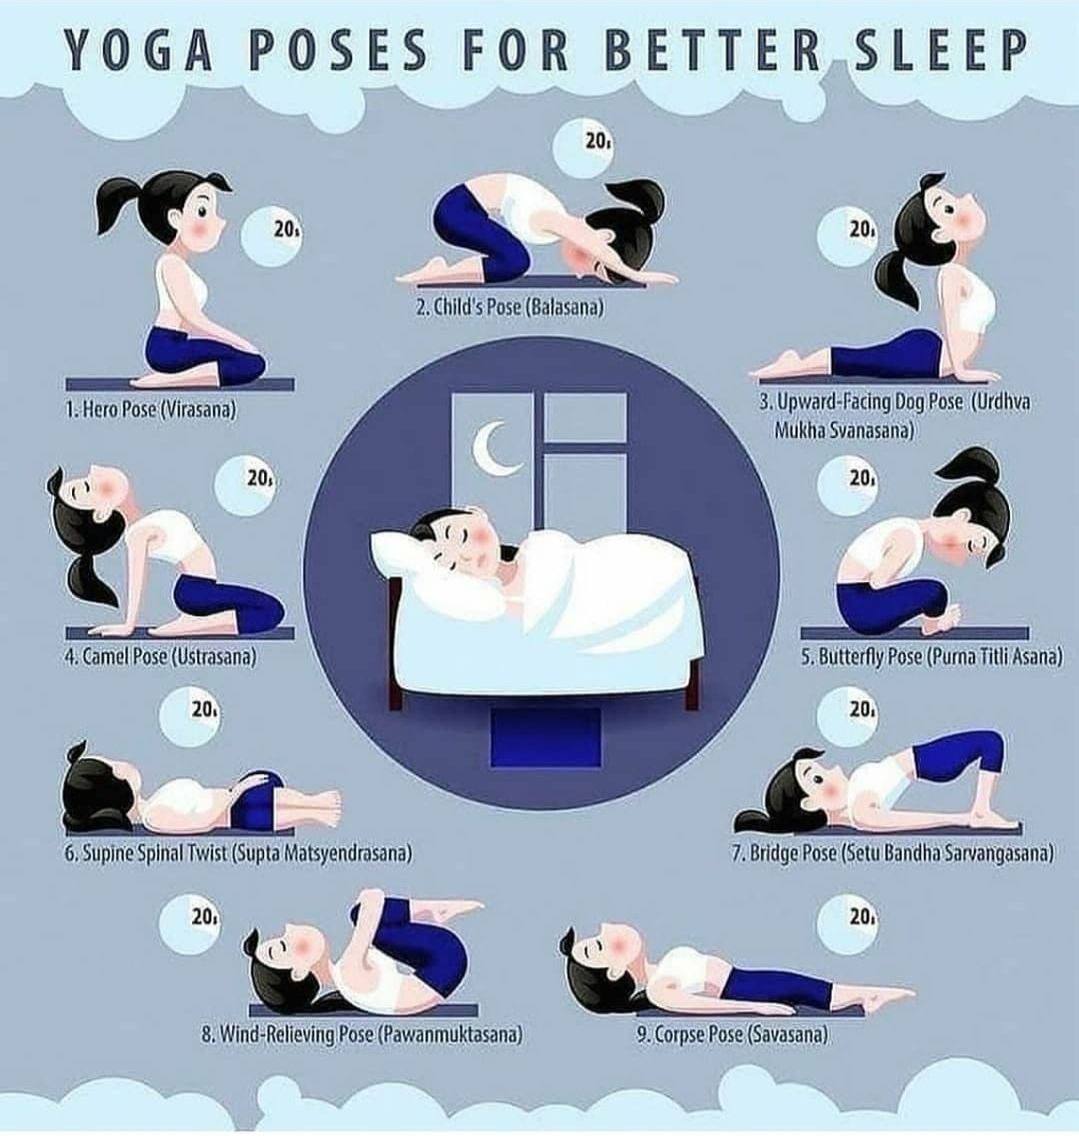 YOGA POSES FOR BETTER SLEEP
20s
1. Hero Pose (Virasana)
20s
2. Child's Pose (Balasana)
20s
3. Upward-Facing Dog Pose (Urdhva
Mukha Svanasana)
20s
4. Camel Pose (Ustrasana)
20s
5. Butterfly Pose (Purna Titli Asana)
20s
6. Supine Spinal Twist (Supta Matsyendrasana)
20s
7. Bridge Pose (Setu Bandha Sarvangasana)
20s
8. Wind-Relieving Pose (Pawanmuktasana)
20s
9. Corpse Pose (Savasana)